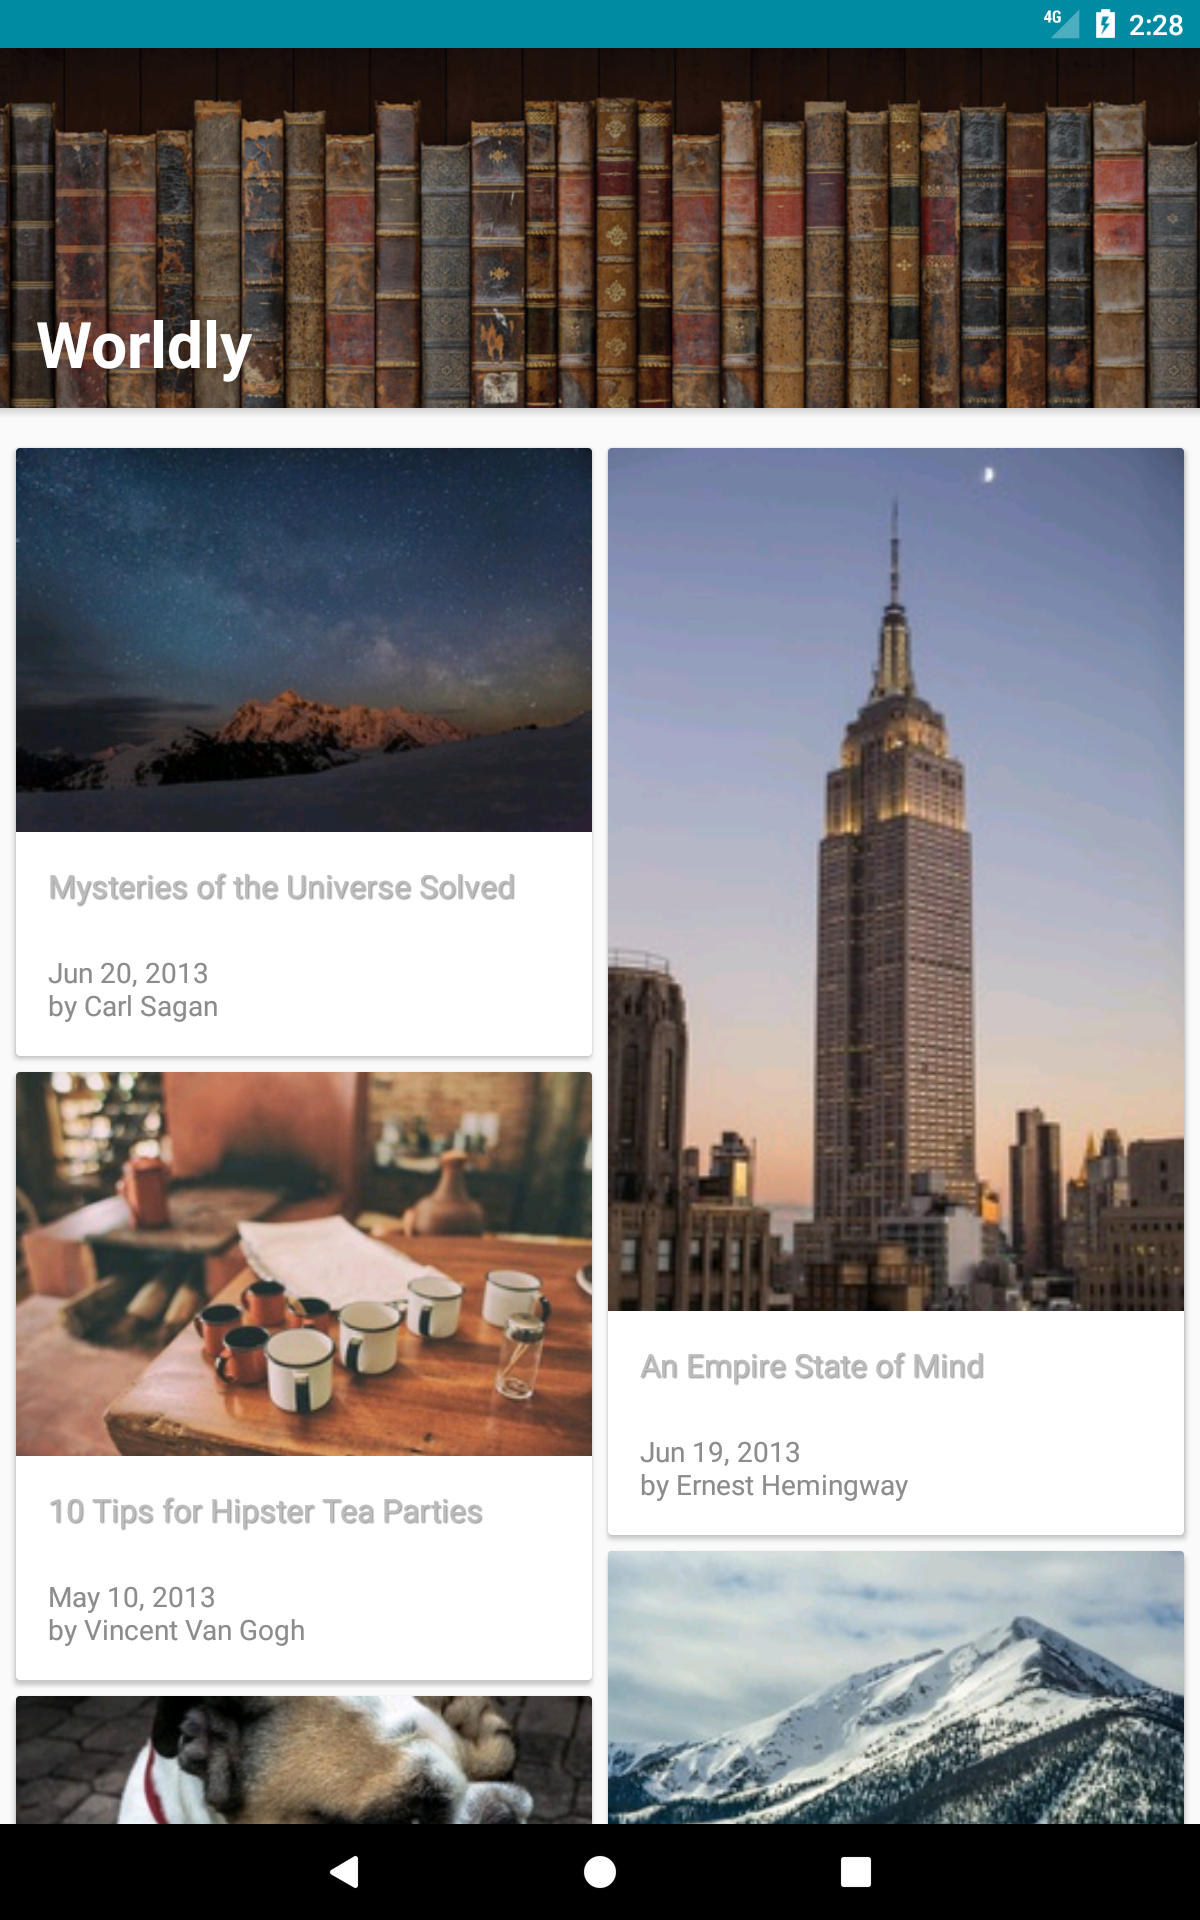 4G 2:28
Worldly
Mysteries of the Universe Solved
Jun 20, 2013
by Carl Sagan
An Empire State of Mind
Jun 19, 2013
by Ernest Hemingway
10 Tips for Hipster Tea Parties
May 10, 2013
by Vincent Van Gogh